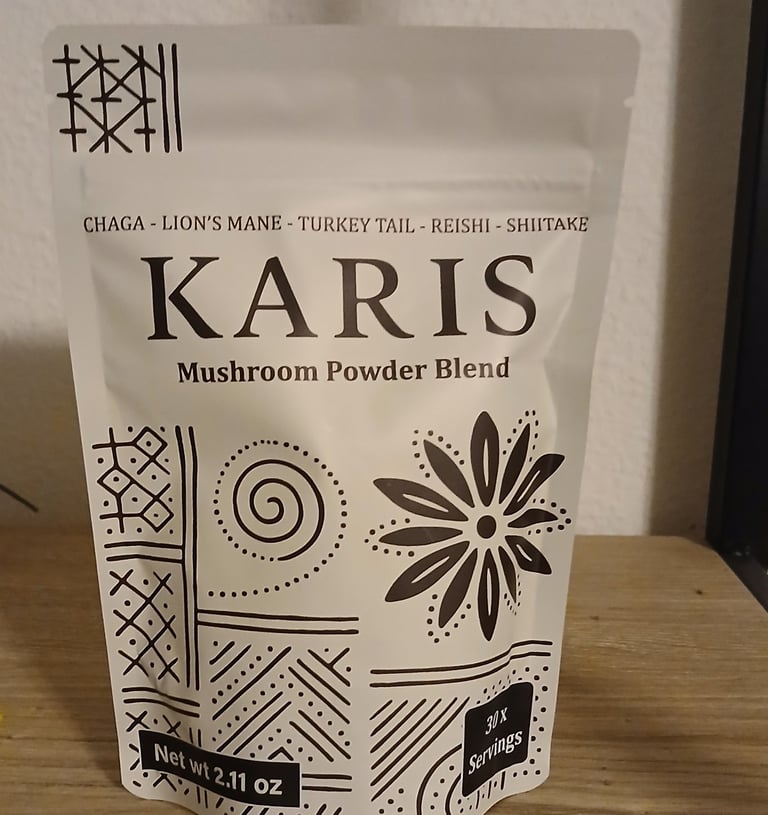 CHAGA - LION'S MANE - TURKEY TAIL - REISHI - SHIITAKE
KARIS
Mushroom Powder Blend
Net wt 2.11 oz
30 x
Servings